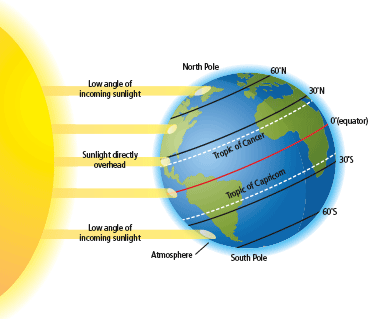 North Pole
60°N
Low angle of
incoming sunlight
30°N
0°(equator)
Tropic of Cancer
Sunlight directly
overhead
30°S
Tropic of Capricorn
60°S
Low angle of
incoming sunlight
Atmosphere
South Pole